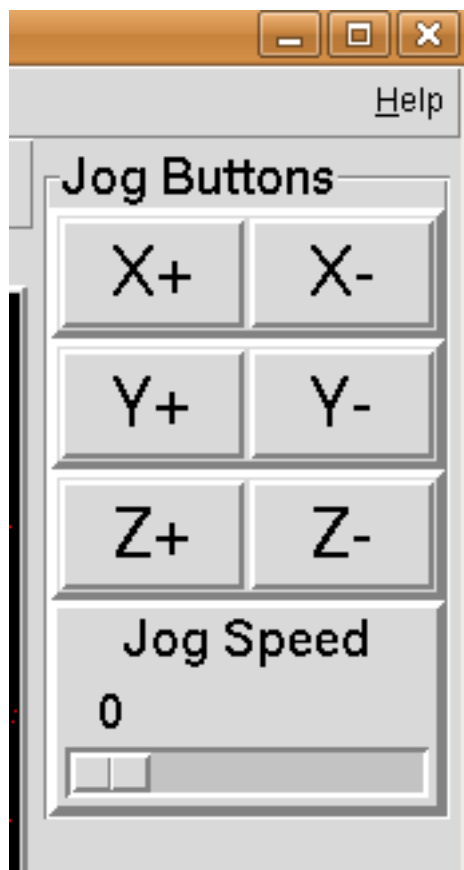 Help
Jog Buttons
X+ X-
Y+ Y-
Z+ Z-
Jog Speed
0